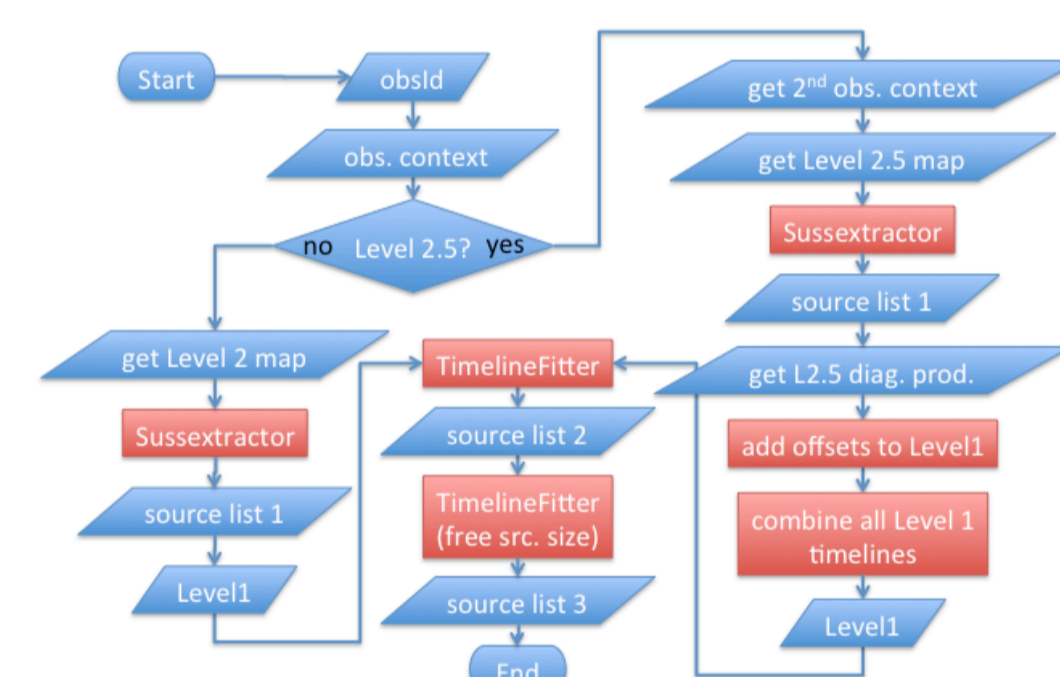 Start
obsId
obs. context
no Level 2.5? yes
get Level 2 map
Sussextractor
source list 1
Level1
TimelineFitter
source list 2
TimelineFitter
(free src. size)
source list 3
End
get 2nd obs. context
get Level 2.5 map
Sussextractor
source list 1
get L2.5 diag. prod.
add offsets to Level1
combine all Level 1
timelines
Level1